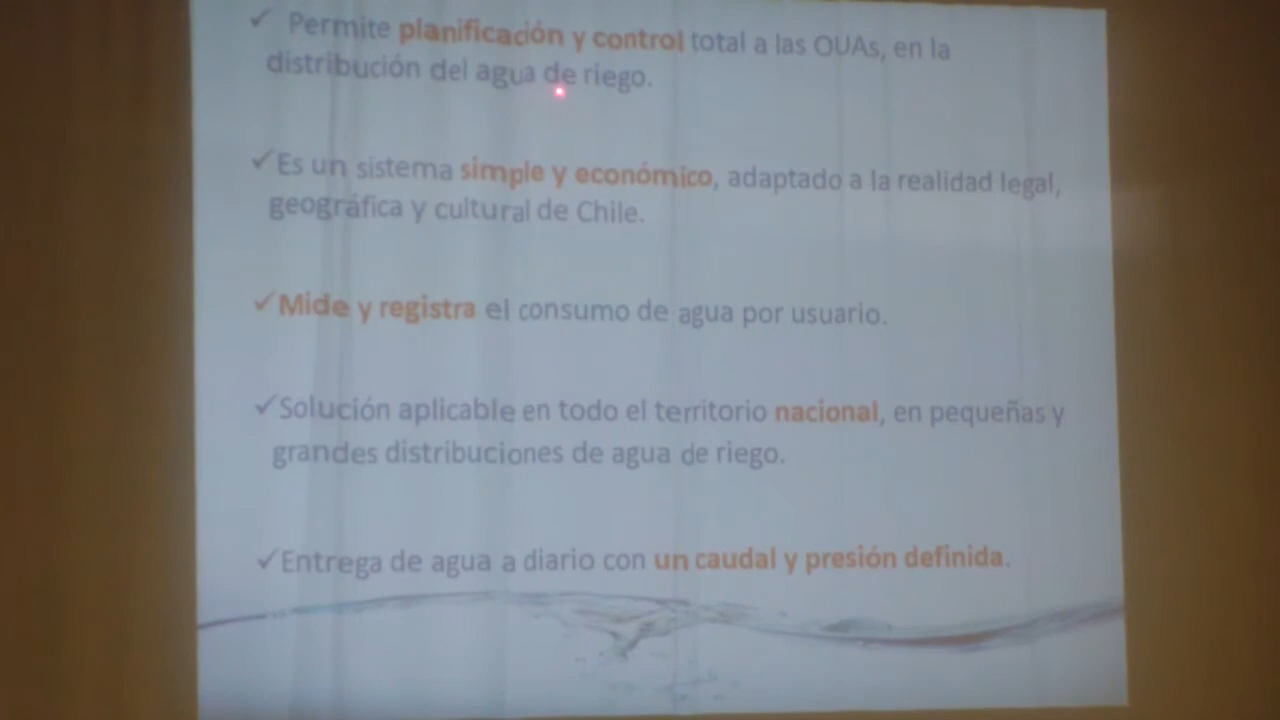 ✓ Permite planificación y control total a las OUAs, en la
distribución del agua de riego.
✓Es un sistema simple y económico, adaptado a la realidad legal,
geográfica y cultural de Chile.
✓Mide y registra el consumo de agua por usuario.
✓Solución aplicable en todo el territorio nacional, en pequeñas y
grandes distribuciones de agua de riego.
✓Entrega de agua a diario con un caudal y presión definida.